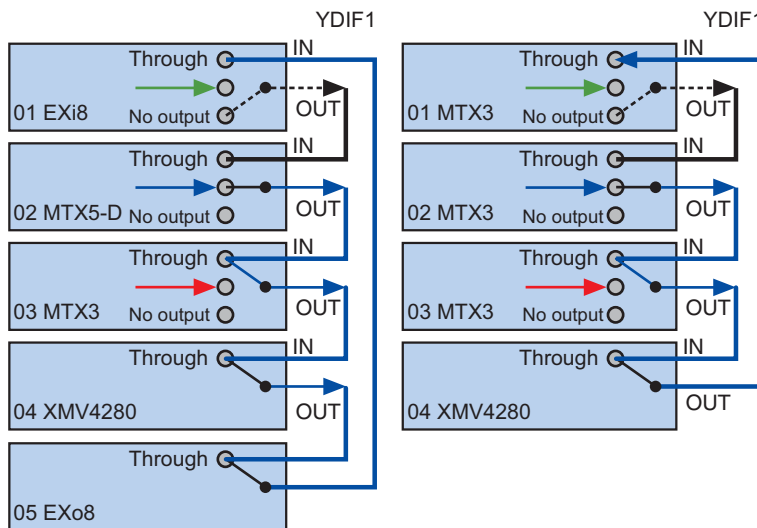 YDIF1
IN
Through
No output
OUT
01 EXi8
IN
Through
02 MTX5-D
No output
OUT
IN
Through
03 MTX3
No output
OUT
IN
Through
04 XMV4280
OUT
Through
05 EXo8
YDIF1
IN
Through
No output
OUT
01 MTX3
IN
Through
02 MTX3
No output
OUT
IN
Through
03 MTX3
No output
OUT
IN
Through
04 XMV4280
OUT